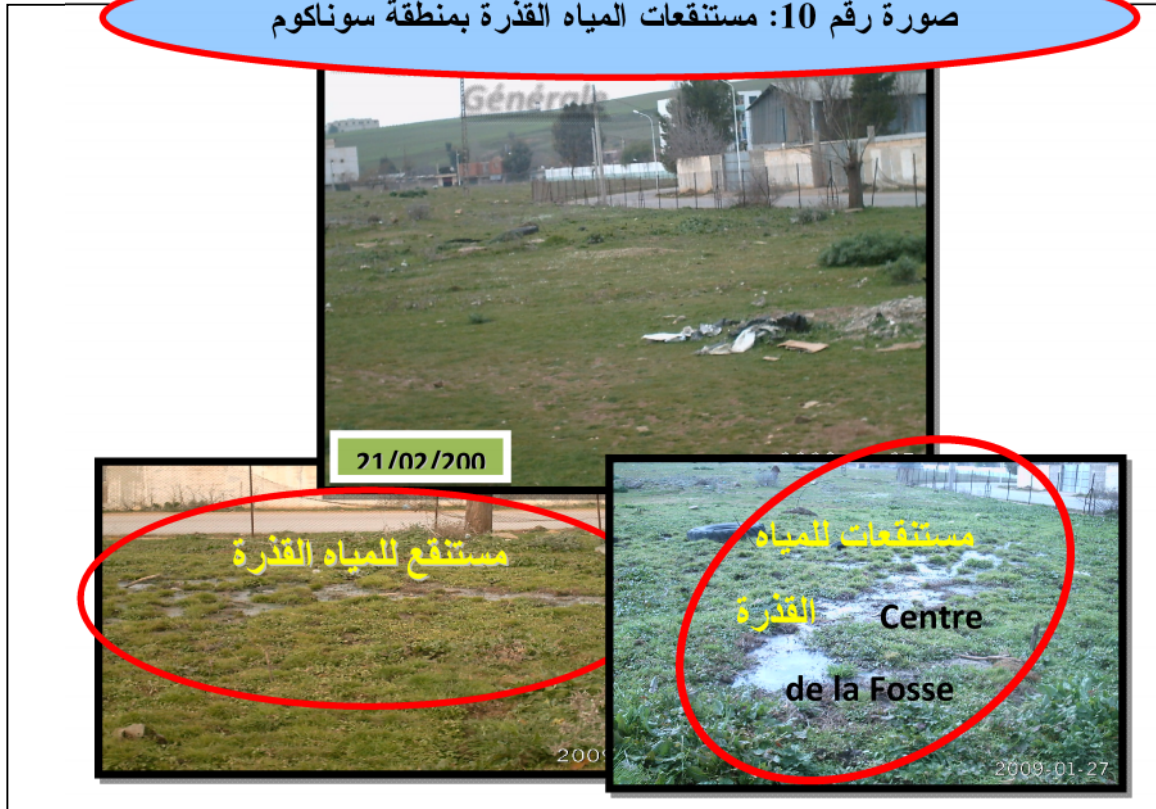 صورة رقم 10: مستنقعات المياه القذرة بمنطقة سوناكوم
Générale
21/02/200
مستنقع للمياه القذرة
2009
مستنقعات للمياه
القذرة
Centre
de la Fosse
2009-01-27